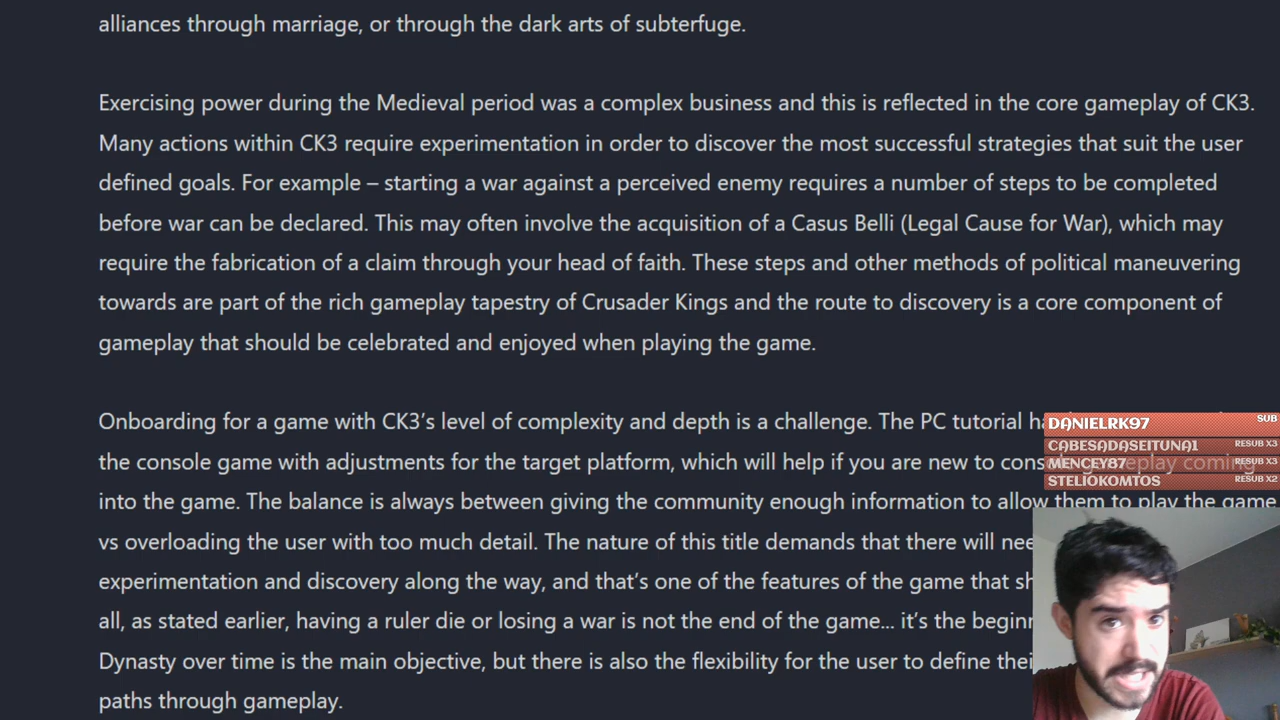 alliances through marriage, or through the dark arts of subterfuge.
Exercising power during the Medieval period was a complex business and this is reflected in the core gameplay of CK3.
Many actions within CK3 require experimentation in order to discover the most successful strategies that suit the user
defined goals. For example – starting a war against a perceived enemy requires a number of steps to be completed
before war can be declared. This may often involve the acquisition of a Casus Belli (Legal Cause for War), which may
require the fabrication of a claim through your head of faith. These steps and other methods of political maneuvering
towards are part of the rich gameplay tapestry of Crusader Kings and the route to discovery is a core component of
gameplay that should be celebrated and enjoyed when playing the game.
Onboarding for a game with CK3’s level of complexity and depth is a challenge. The PC tutorial
the console game with adjustments for the target platform, which will help if you are new to gameplay coming
into the game. The balance is always between giving the community enough information to allow them to play the game
vs overloading the user with too much detail. The nature of this title demands that there will
experimentation and discovery along the way, and that’s one of the features of the game that
all, as stated earlier, having a ruler die or losing a war is not the end of the game... it’s the
Dynasty over time is the main objective, but there is also the flexibility for the user to define
paths through gameplay.
DANIELRK97 SUB
CABESADASEITUNA1 RESUB X3
MENCEY87 RESUB X3
STELIOKOMTOS RESUB X2